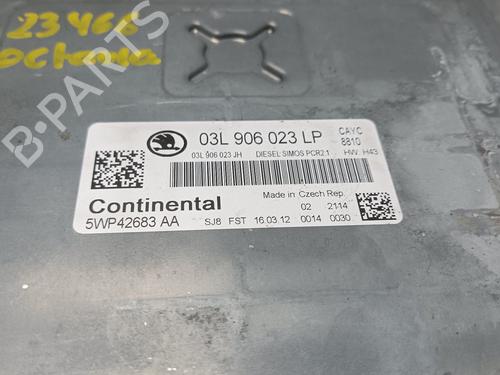 23468
octavia
B-Parts
03L 906 023 LP
CAYC
8810
03L 906 023 JH DIESEL SIMOS PCR2.1 HW: H43
Continental
Made in Czech Rep.
02 2114
5WP42683 AA SJ8 FST 16.03.12 0014 0030